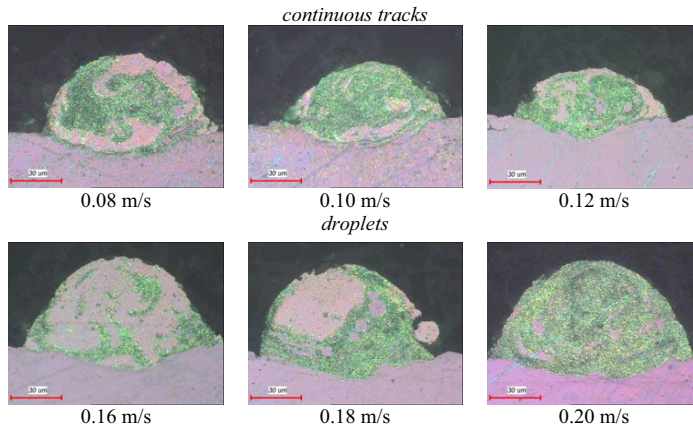 continuous tracks
30 um
30 um
30 um
0.08 m/s
0.10 m/s
0.12 m/s
droplets
30 um
30 um
30 um
0.16 m/s
0.18 m/s
0.20 m/s